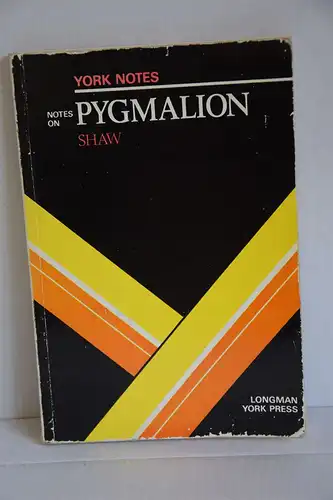 YORK NOTES
NOTES
ON
PYGMALION
SHAW
LONGMAN
YORK PRESS